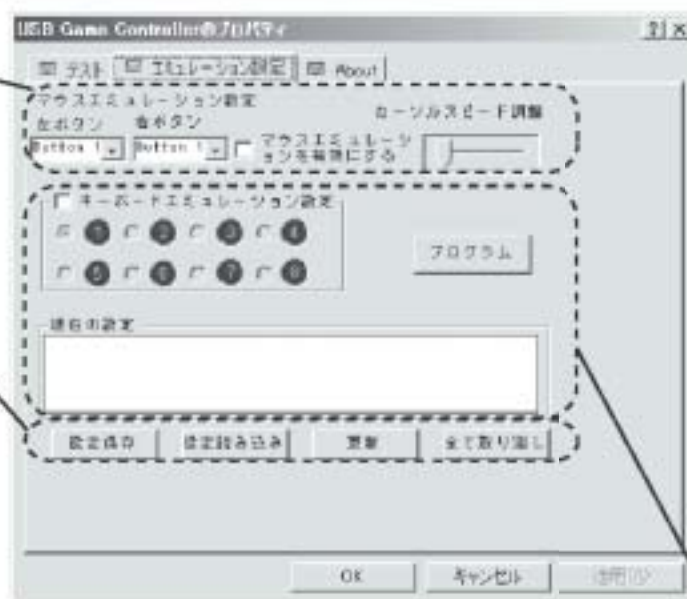 USB Game Controllerのプロパティ
テスト エミュレーション設定 About
マウスエミュレーション設定
左ボタン 右ボタン カーソルスピード調整
Button 1 Button 1 マウスエミュレーションを有効にする
キーボードエミュレーション設定
1 2 3 4
5 6 7 8
プログラム
現在の設定
設定保存 設定読み込み 更新 全て取り消し
OK キャンセル 適用(A)